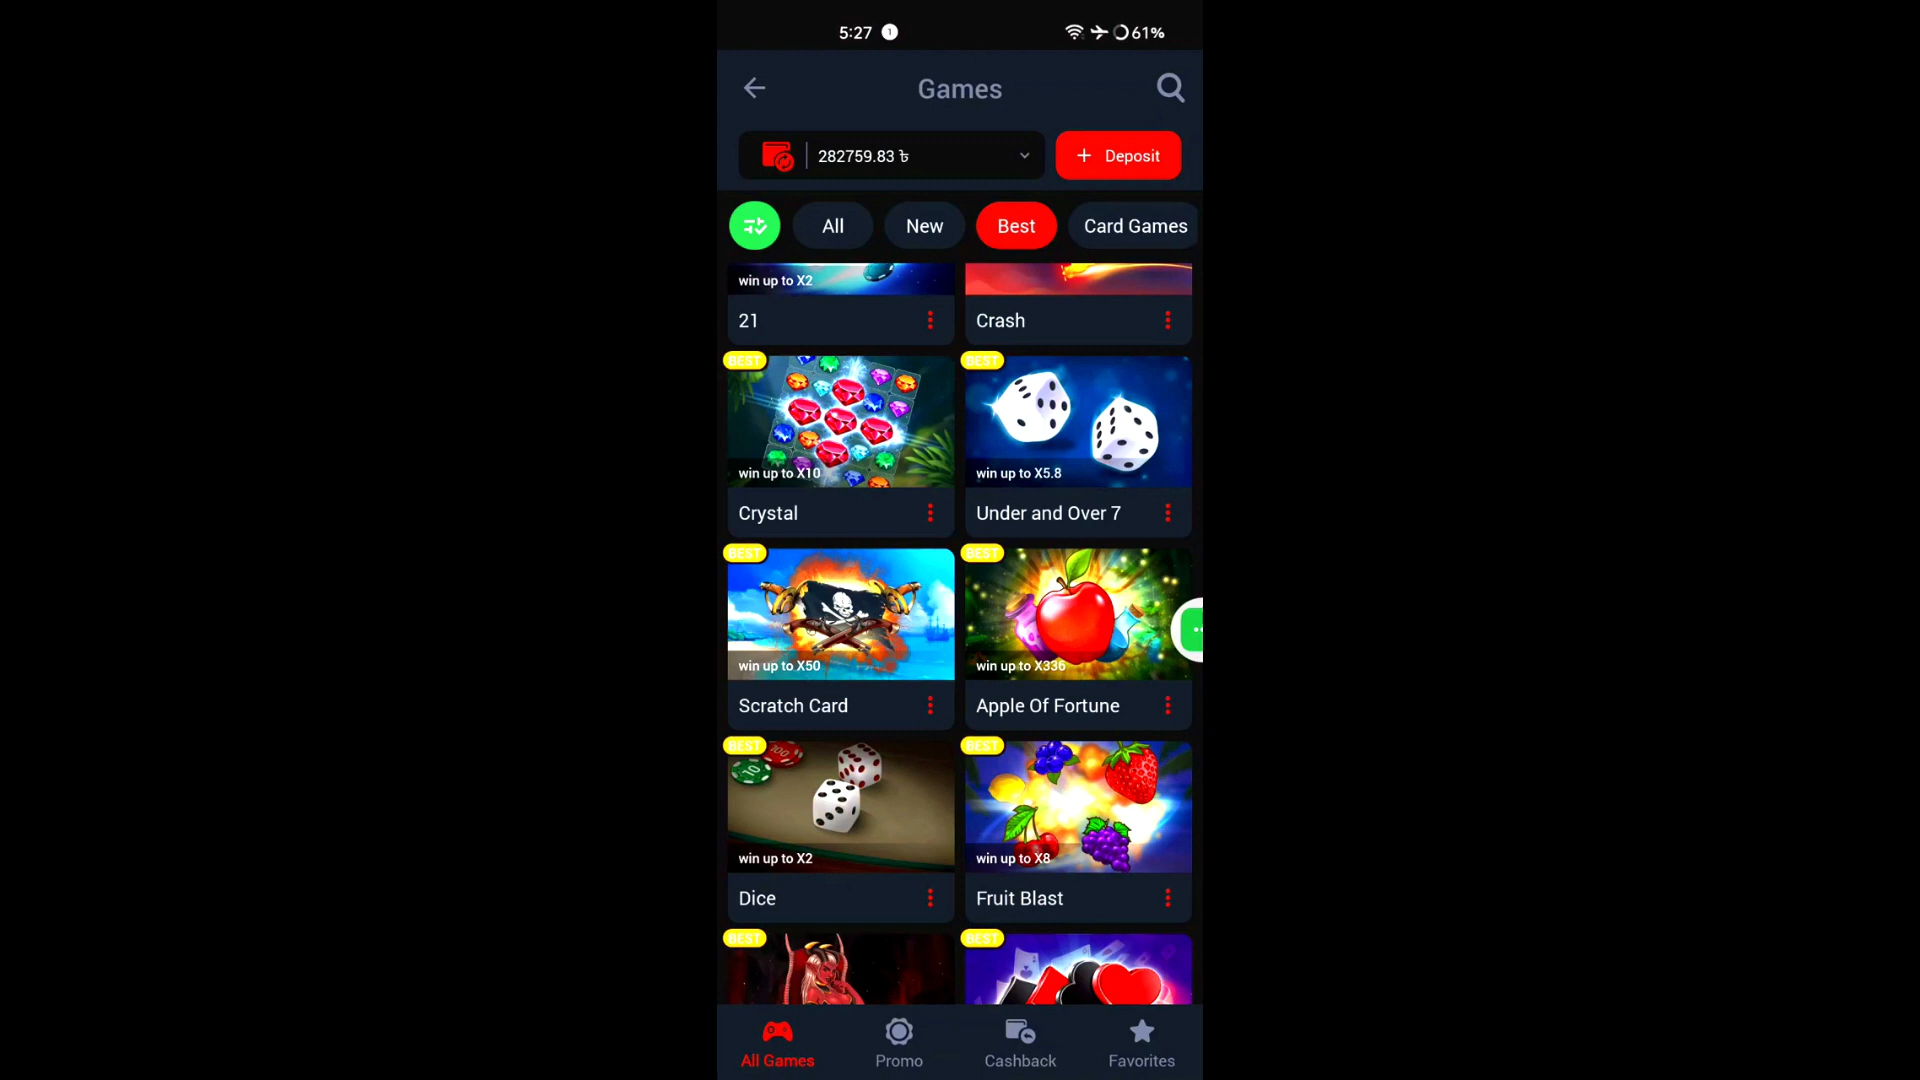 5:27 1 61%
Games
282759.83 ৳
+ Deposit
All New Best Card Games
win up to X2
21 Crash
BEST BEST
win up to X10 win up to X5.8
Crystal Under and Over 7
BEST BEST
win up to X50 win up to X336
Scratch Card Apple Of Fortune
BEST BEST
100
10
win up to X2 win up to X8
Dice Fruit Blast
BEST BEST
All Games Promo Cashback Favorites